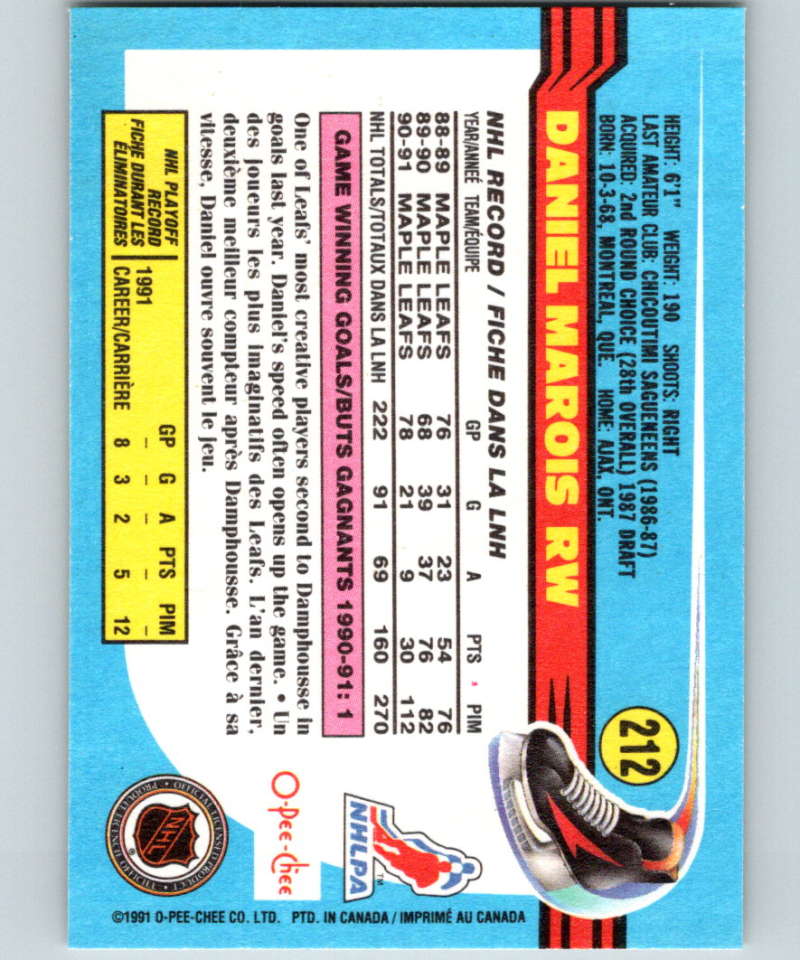 212
HEIGHT: 6'1" WEIGHT: 190 SHOOTS: RIGHT
LAST AMATEUR CLUB: CHICOUTIMI SAGUENEENS (1986-87)
ACQUIRED: 2nd ROUND CHOICE (28th OVERALL) 1987 DRAFT
BORN: 10-3-68, MONTREAL, QUE. HOME: AJAX, ONT.
DANIEL MAROIS RW
NHL RECORD / FICHE DANS LA LNH
YEAR/ANNÉE TEAM/ÉQUIPE GP G A PTS PIM
88-89 MAPLE LEAFS 76 31 23 54 76
89-90 MAPLE LEAFS 68 39 37 76 82
90-91 MAPLE LEAFS 78 21 9 30 112
NHL TOTALS/TOTAUX DANS LA LNH 222 91 69 160 270
GAME WINNING GOALS/BUTS GAGNANTS 1990-91: 1
One of Leafs' most creative players second to Damphousse in
goals last year. Daniel's speed often opens up the game. • Un
des joueurs les plus imaginatifs des Leafs. L'an dernier,
deuxième meilleur compteur après Damphousse. Grâce à sa
vitesse, Daniel ouvre souvent le jeu.
NHL PLAYOFF
RECORD
FICHE DURANT LES
ÉLIMINATOIRES
GP G A PTS PIM
1991 – – – – –
CAREER/CARRIÈRE 8 3 2 5 12
NHLPA
TM
O-Pee-Chee
NHL
®
• OFFICIAL LICENSED PRODUCT •
PRODUIT LICENCIÉ OFFICIEL
©1991 O-PEE-CHEE CO. LTD. PTD. IN CANADA / IMPRIMÉ AU CANADA